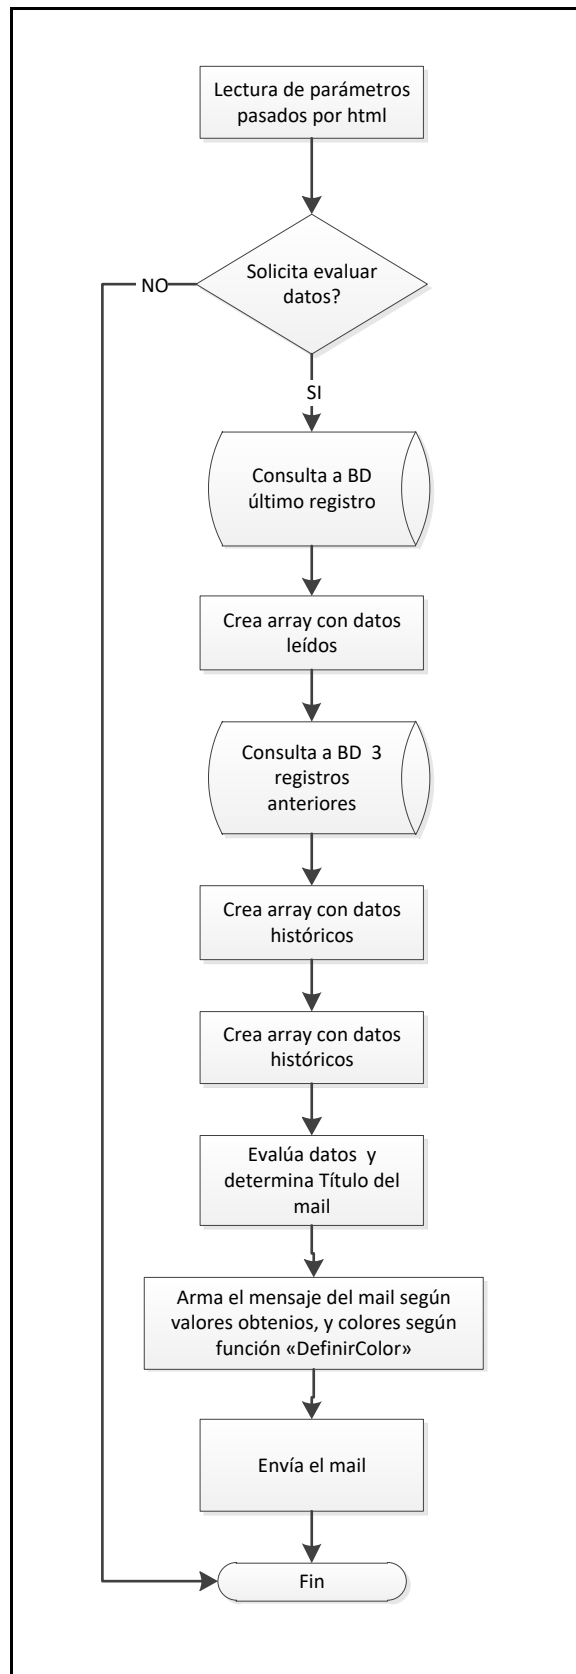 Lectura de parámetros
pasados por html
Solicita evaluar
datos?
NO
SI
Consulta a BD
último registro
Crea array con datos
leídos
Consulta a BD  3
registros
anteriores
Crea array con datos
históricos
Crea array con datos
históricos
Evalúa datos  y
determina Título del
mail
Arma el mensaje del mail según
valores obtenios, y colores según
función «DefinirColor»
Envía el mail
Fin